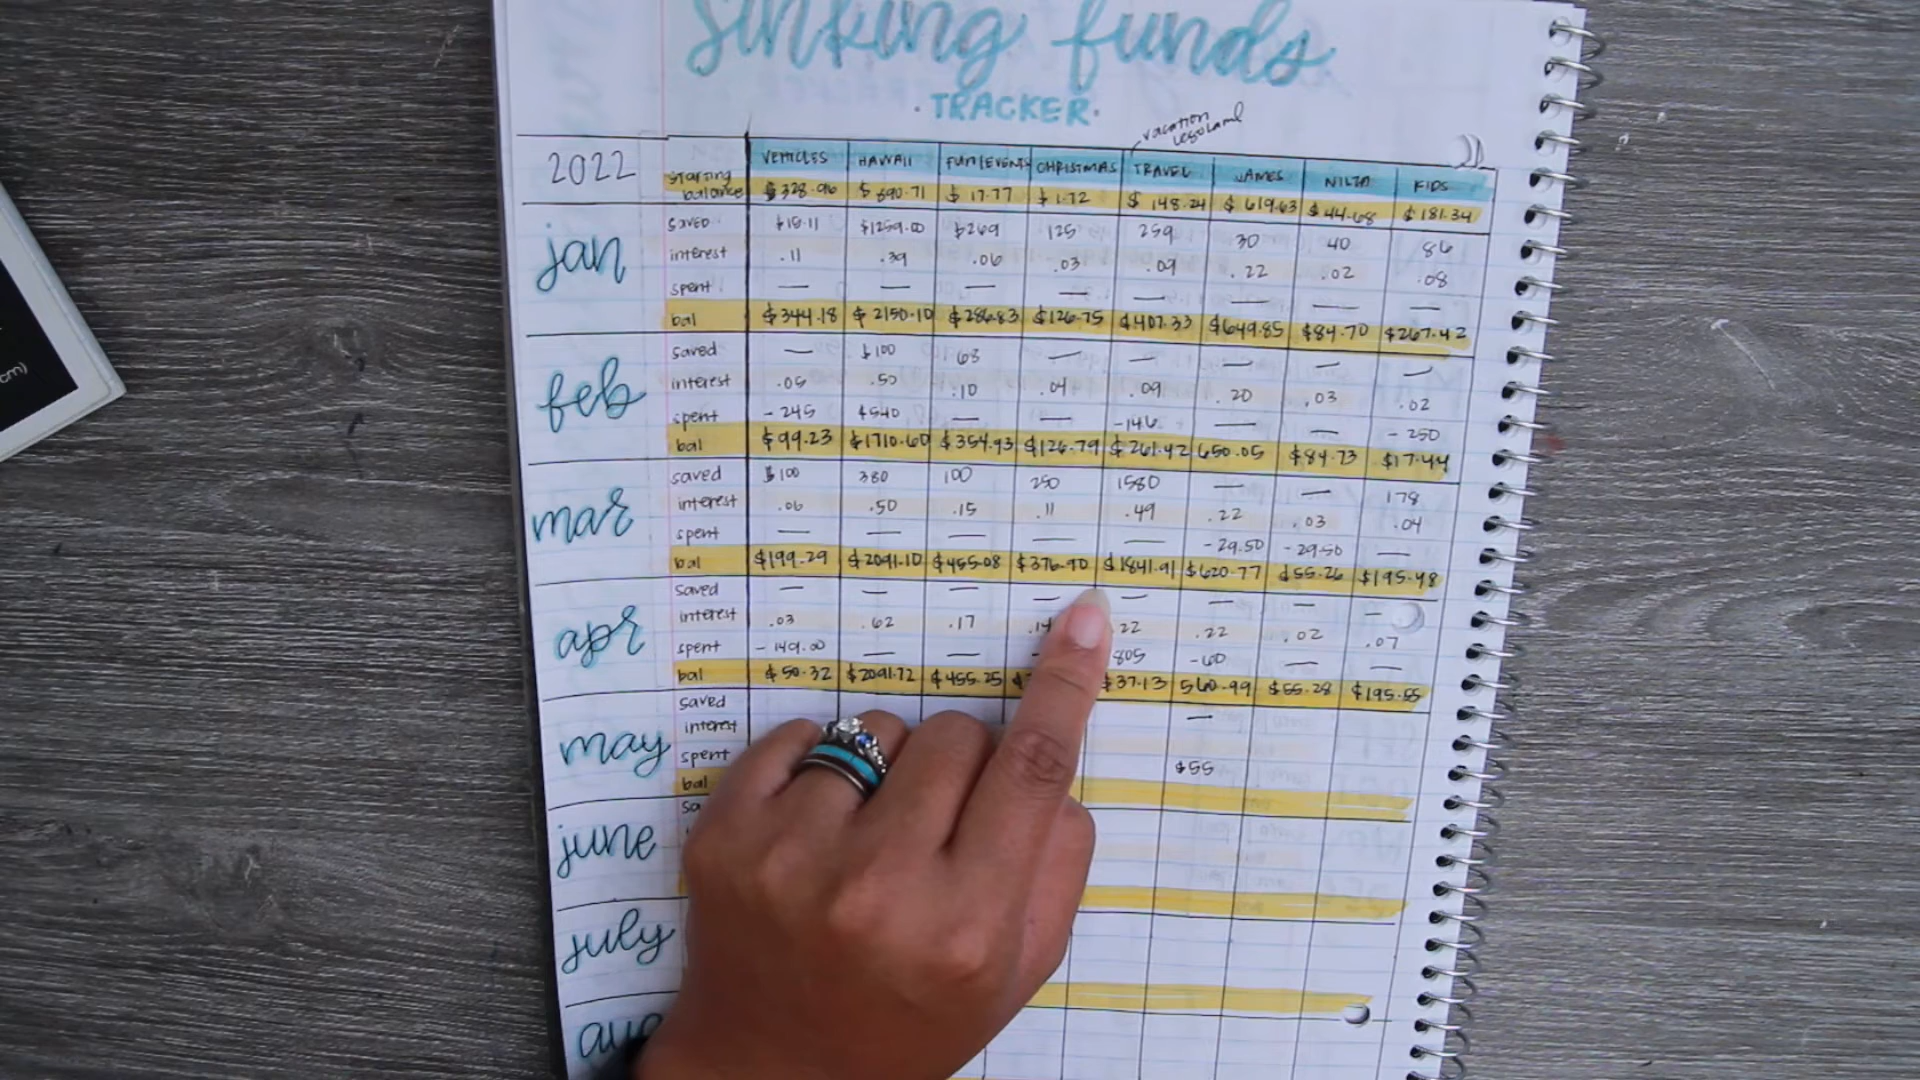 sinking funds
· TRACKER ·
vacation
legoland
2022 VEHICLES HAWAII FUN/EVENTS CHRISTMAS TRAVEL JAMES NILZA KIDS
starting balance $328.96 $890.71 $17.77 $1.72 $148.24 $619.63 $44.68 $181.34
jan
saved $15.11 $1259.00 $269 125 259 30 40 86
interest .11 .39 .06 .03 .09 .22 .02 .08
spent — — — — — — — —
bal $344.18 $2150.10 $286.83 $126.75 $407.33 $649.85 $84.70 $267.42
feb
saved — $100 68 — — — — —
interest .05 .50 .10 .04 .09 .20 .03 .02
spent -245 $540 — — -146 — — -250
bal $99.23 $1710.60 $354.93 $126.79 $261.42 650.05 $84.73 $17.44
mar
saved $100 380 100 250 1580 — — 178
interest .06 .50 .15 .11 .49 .22 .03 .04
spent — — — — — -29.50 -29.50 —
bal $199.29 $2091.10 $455.08 $376.90 $1841.91 $620.77 $55.26 $195.48
apr
saved — — — — — — — —
interest .03 .62 .17 .14 22 .22 .02 .07
spent -149.00 — — 805 -60 — —
bal $50.32 $2091.72 $455.25 $37.13 560.99 $55.28 $195.55
may
saved
interest —
spent $55
bal
june
sa
july
aug
cm)